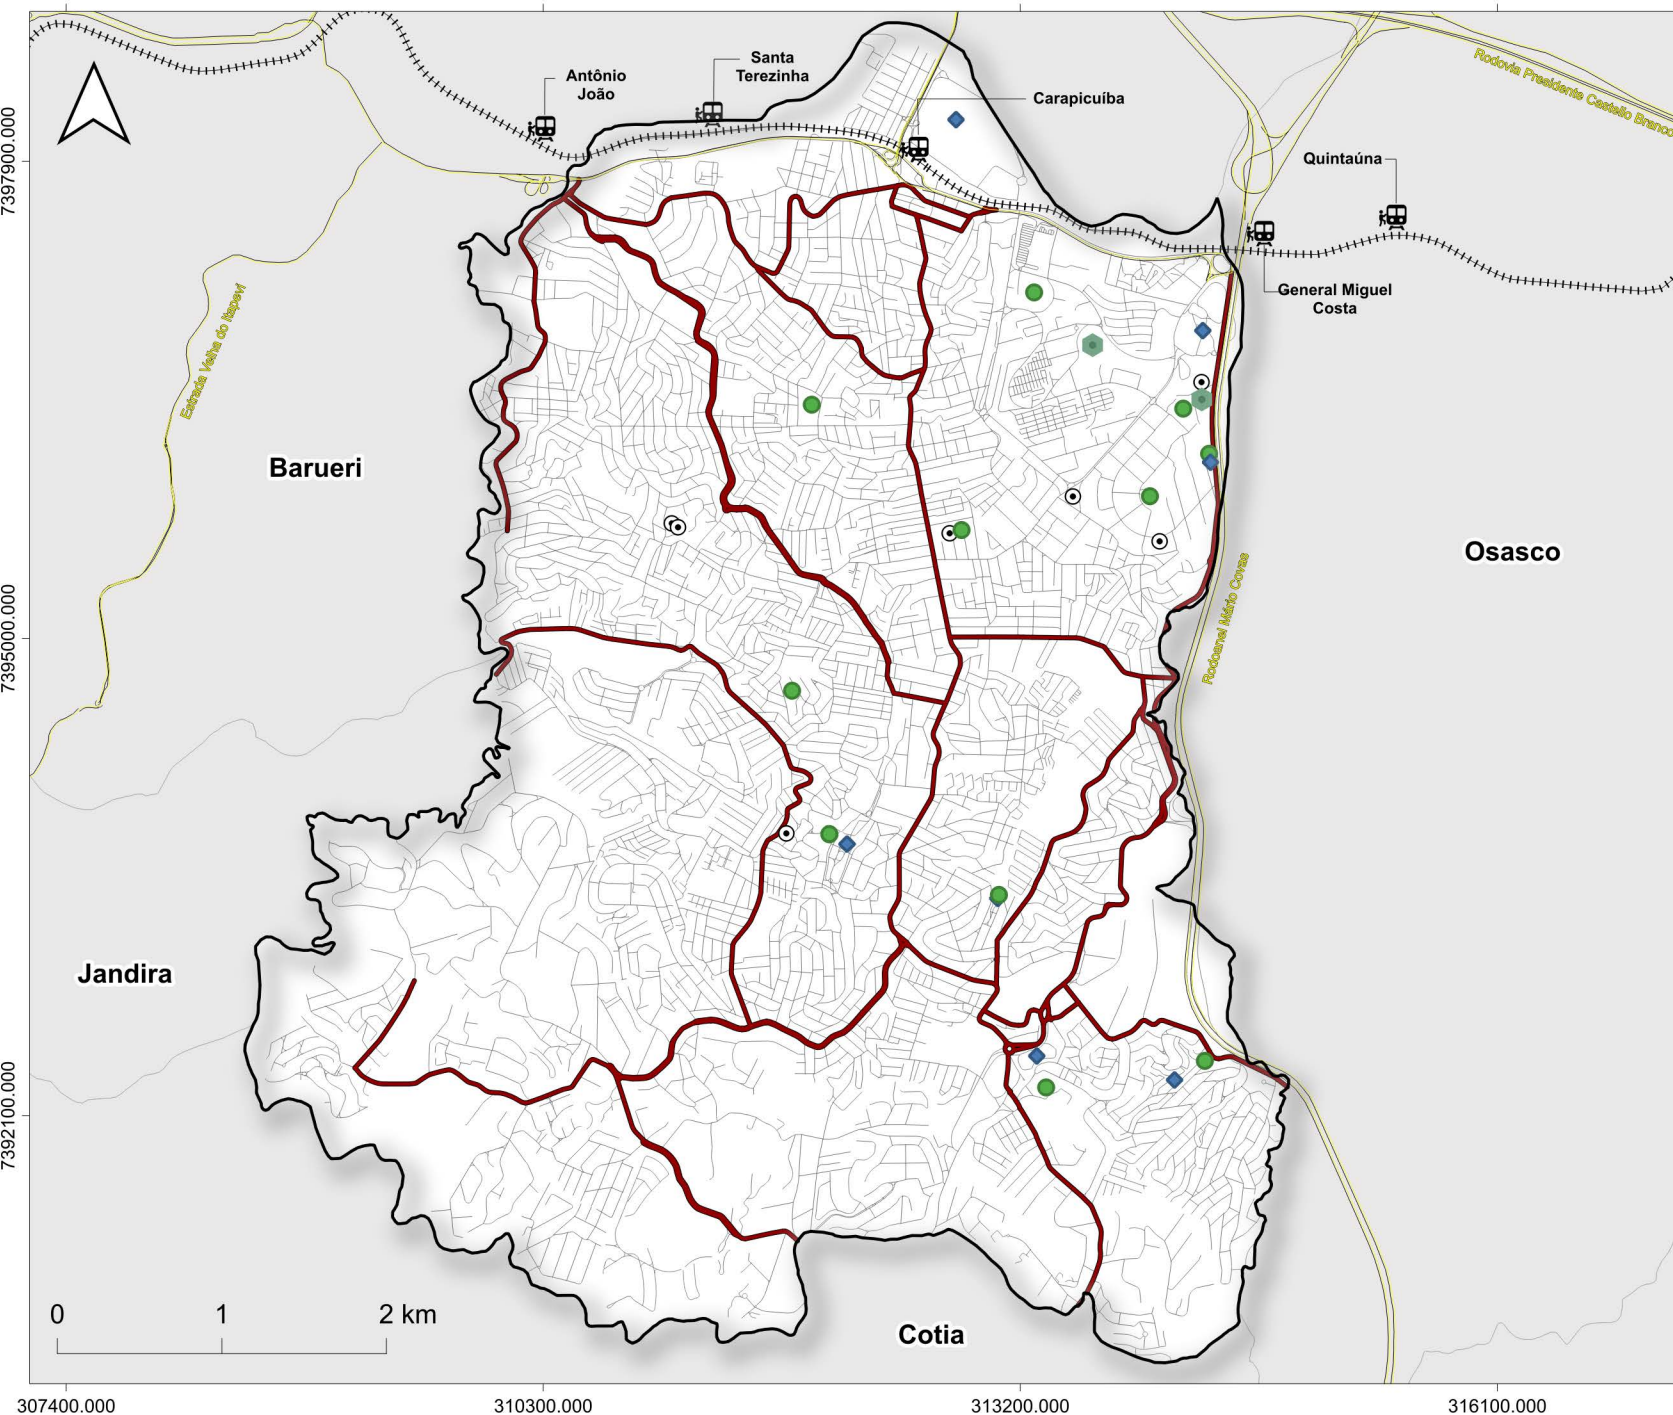 Rodovia Presidente Castello Branco
Santa
Terezinha
Antônio
João
Carapicuíba
Quintaúna
General Miguel
Costa
Estrada Velha do Itapevi
Barueri
Osasco
Rodoanel Mário Covas
Jandira
Cotia
0 1 2 km
7397900.000
7395000.000
7392100.000
307400.000 310300.000 313200.000 316100.000